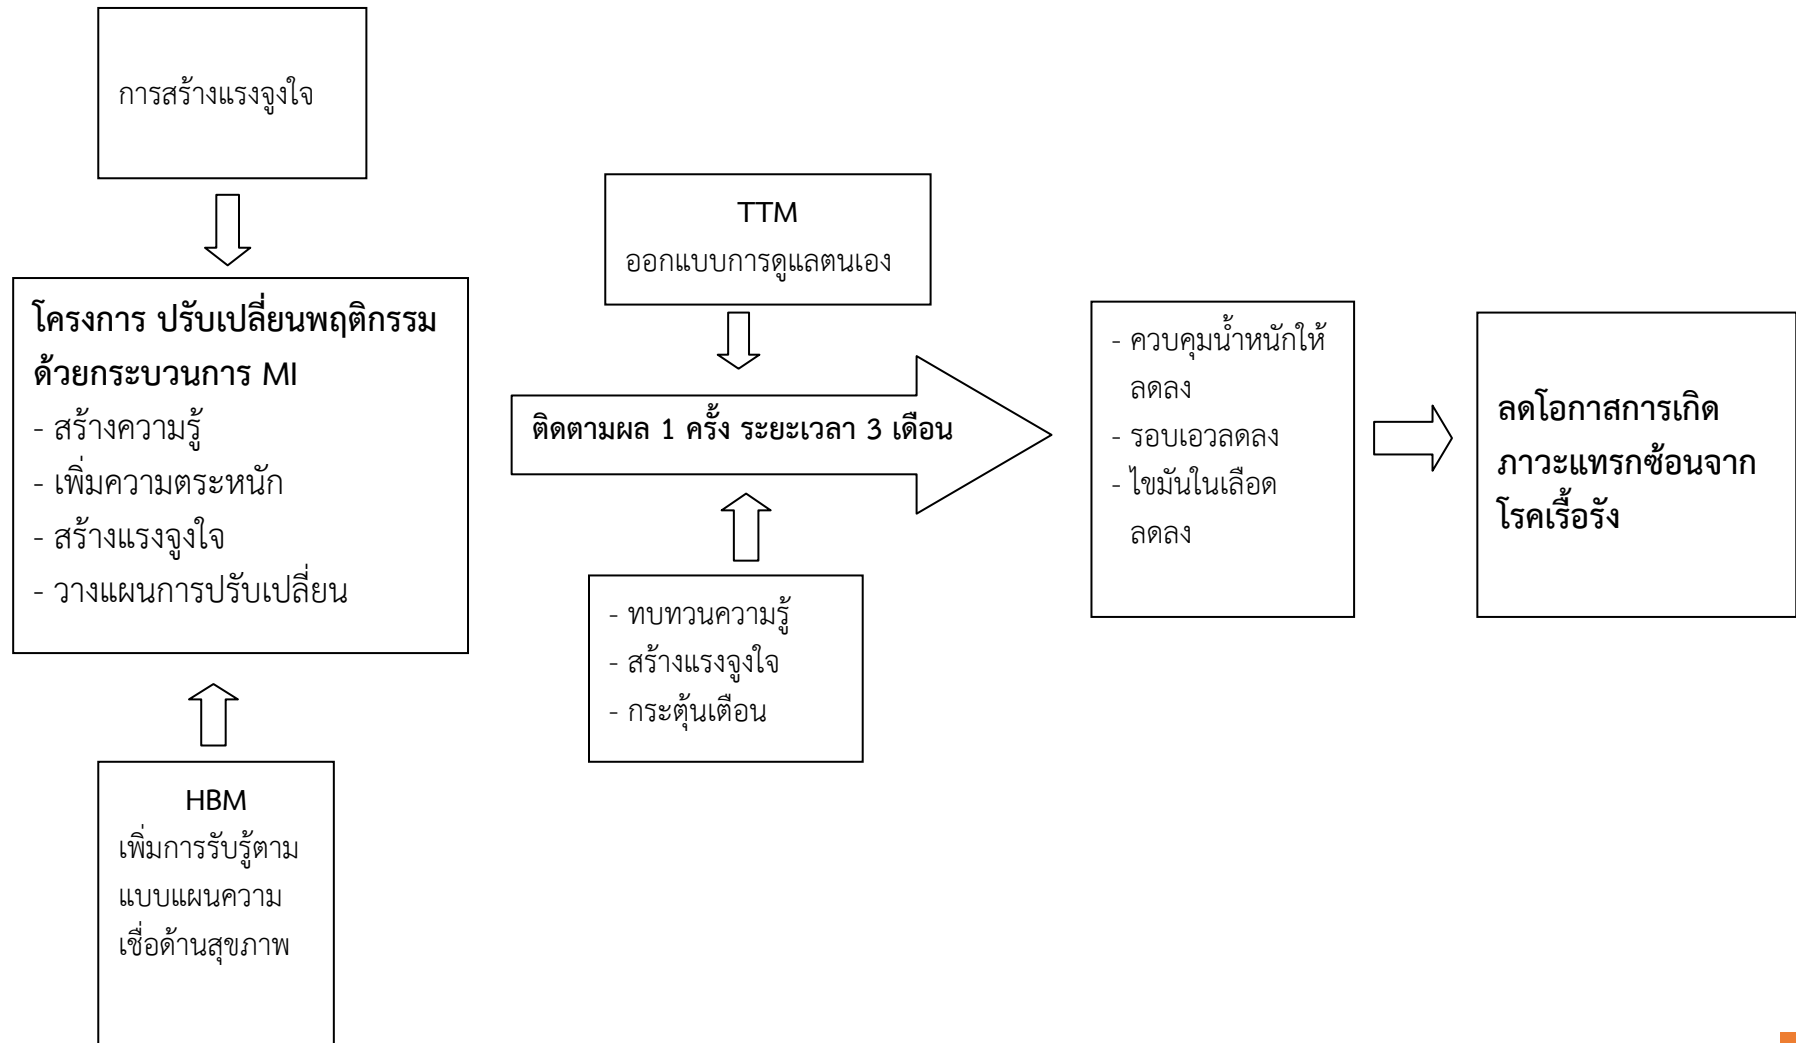 การสร้างแรงจูงใจ
โครงการ ปรับเปลี่ยนพฤติกรรม
ด้วยกระบวนการ MI
- สร้างความรู้
- เพิ่มความตระหนัก
- สร้างแรงจูงใจ
- วางแผนการปรับเปลี่ยน
HBM
เพิ่มการรับรู้ตาม
แบบแผนความ
เชื่อด้านสุขภาพ
TTM
ออกแบบการดูแลตนเอง
ติดตามผล 1 ครั้ง ระยะเวลา 3 เดือน
- ทบทวนความรู้
- สร้างแรงจูงใจ
- กระตุ้นเตือน
- ควบคุมน้ำหนักให้
ลดลง
- รอบเอวลดลง
- ไขมันในเลือด
ลดลง
ลดโอกาสการเกิด
ภาวะแทรกซ้อนจาก
โรคเรื้อรัง